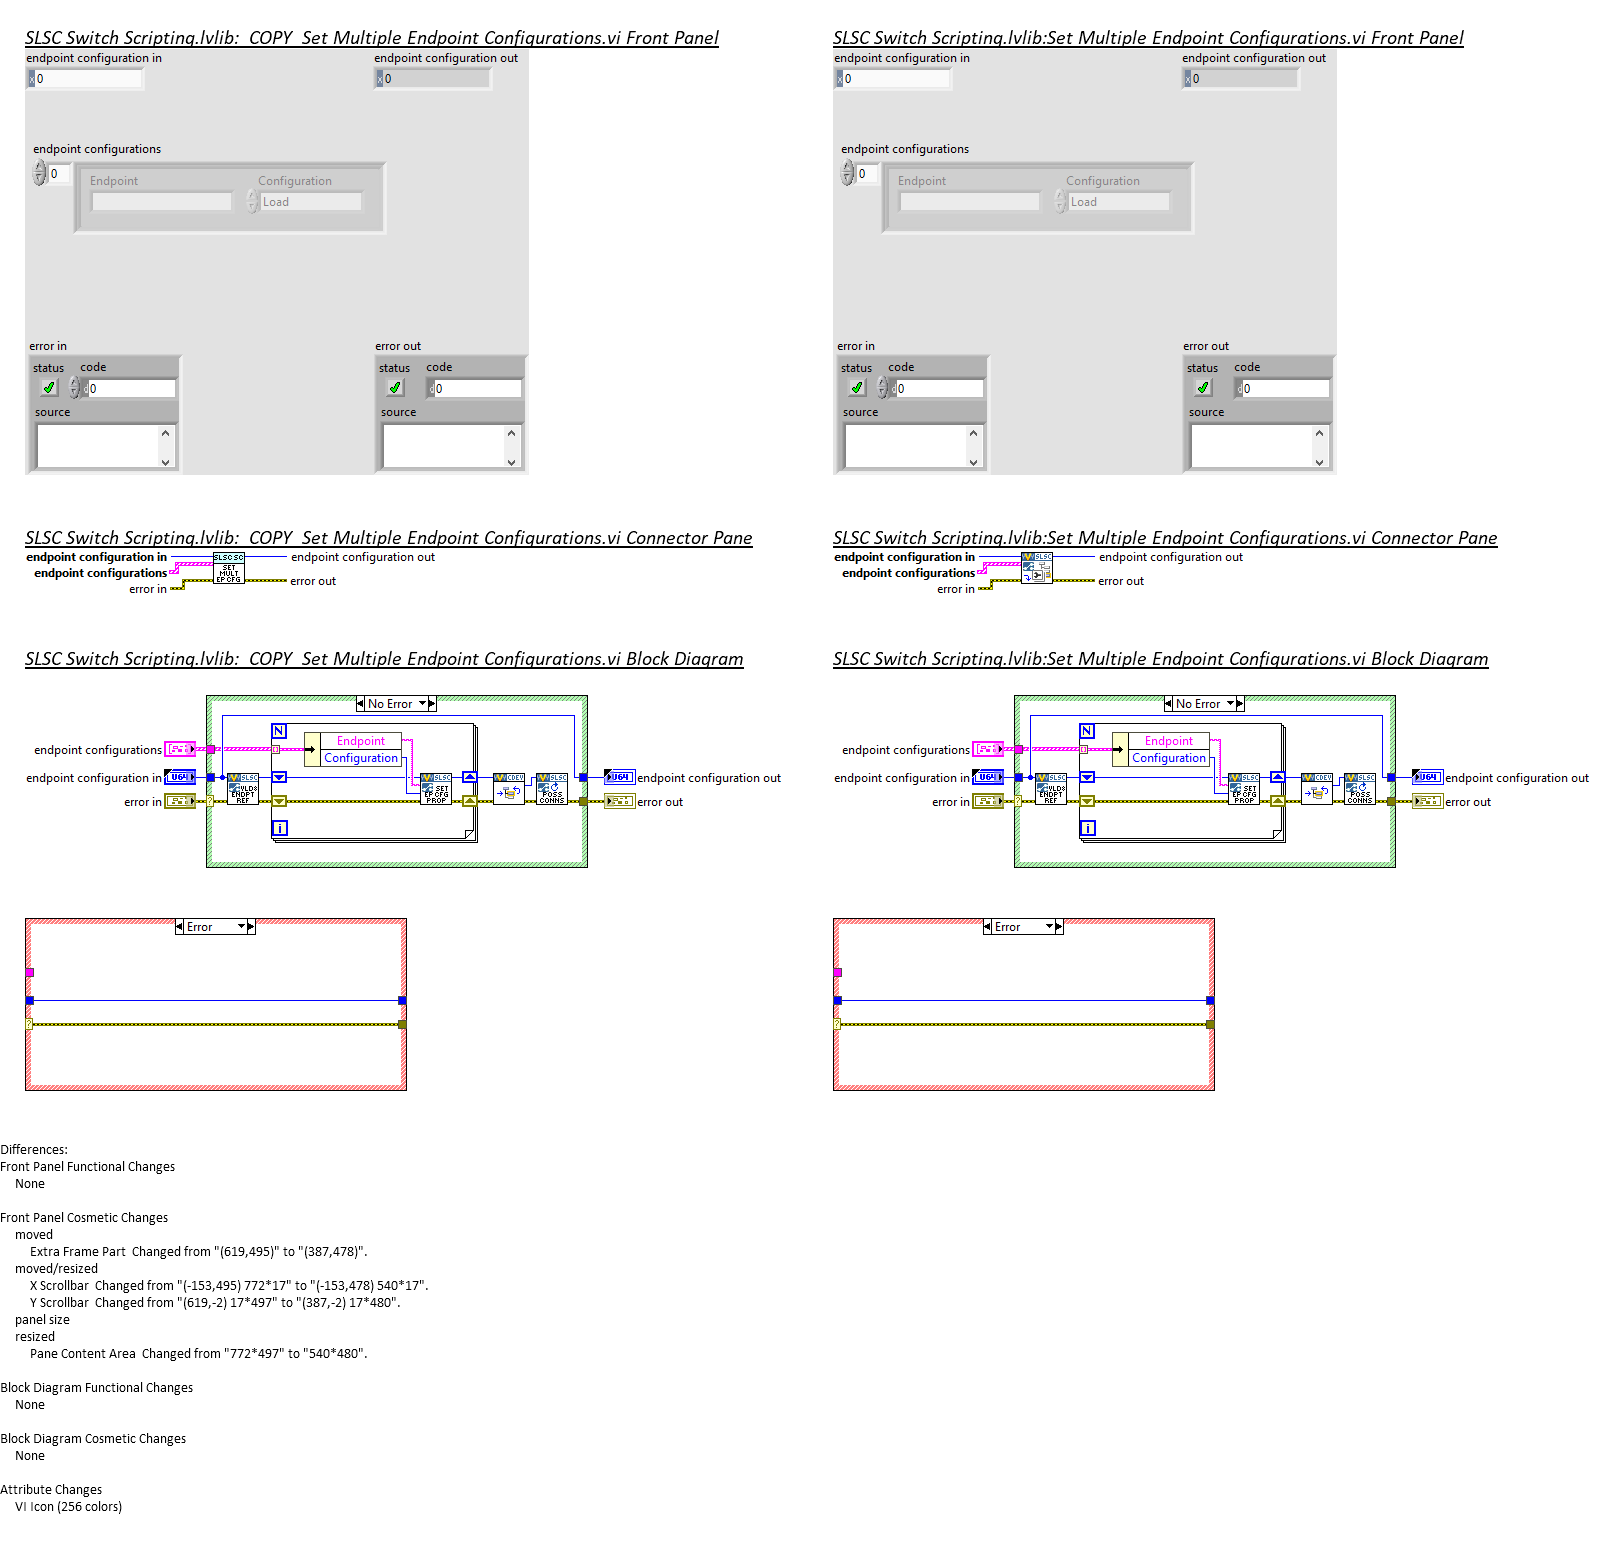 SLSC Switch Scripting.lvlib:_COPY_Set Multiple Endpoint Configurations.vi Front Panel
endpoint configuration in
endpoint configuration out
x 0
x 0
endpoint configurations
0
Endpoint
Configuration
Load
error in
error out
status
code
status
code
d 0
d 0
source
source
SLSC Switch Scripting.lvlib:Set Multiple Endpoint Configurations.vi Front Panel
endpoint configuration in
endpoint configuration out
x 0
x 0
endpoint configurations
0
Endpoint
Configuration
Load
error in
error out
status
code
status
code
d 0
d 0
source
source
SLSC Switch Scripting.lvlib:_COPY_Set Multiple Endpoint Configurations.vi Connector Pane
endpoint configuration in
endpoint configuration out
endpoint configurations
error in
error out
SLSC SC
SET
MULT
EP CFG
SLSC Switch Scripting.lvlib:Set Multiple Endpoint Configurations.vi Connector Pane
endpoint configuration in
endpoint configuration out
endpoint configurations
error in
error out
SLSC
SLSC Switch Scripting.lvlib:_COPY_Set Multiple Endpoint Configurations.vi Block Diagram
No Error
N
Endpoint
Configuration
endpoint configurations
endpoint configuration in
U64
error in
?
SLSC
VLD8
ENDPT
REF
SLSC
SET
EP CFG
PROP
CDEV
SLSC
POSS
CONNS
U64
endpoint configuration out
error out
i
Error
?
SLSC Switch Scripting.lvlib:Set Multiple Endpoint Configurations.vi Block Diagram
No Error
N
Endpoint
Configuration
endpoint configurations
endpoint configuration in
U64
error in
?
SLSC
VLD8
ENDPT
REF
SLSC
SET
EP CFG
PROP
CDEV
SLSC
POSS
CONNS
U64
endpoint configuration out
error out
i
Error
?
Differences:
Front Panel Functional Changes
None
Front Panel Cosmetic Changes
moved
Extra Frame Part  Changed from "(619,495)" to "(387,478)".
moved/resized
X Scrollbar  Changed from "(-153,495) 772*17" to "(-153,478) 540*17".
Y Scrollbar  Changed from "(619,-2) 17*497" to "(387,-2) 17*480".
panel size
resized
Pane Content Area  Changed from "772*497" to "540*480".
Block Diagram Functional Changes
None
Block Diagram Cosmetic Changes
None
Attribute Changes
VI Icon (256 colors)